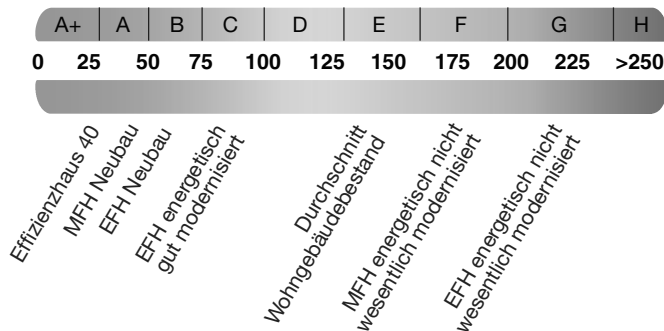 A+ A B C D E F G H
0 25 50 75 100 125 150 175 200 225 >250
Effizienzhaus 40
MFH Neubau
EFH Neubau
EFH energetisch
gut modernisiert
Durchschnitt
Wohngebäudebestand
MFH energetisch nicht
wesentlich modernisiert
EFH energetisch nicht
wesentlich modernisiert